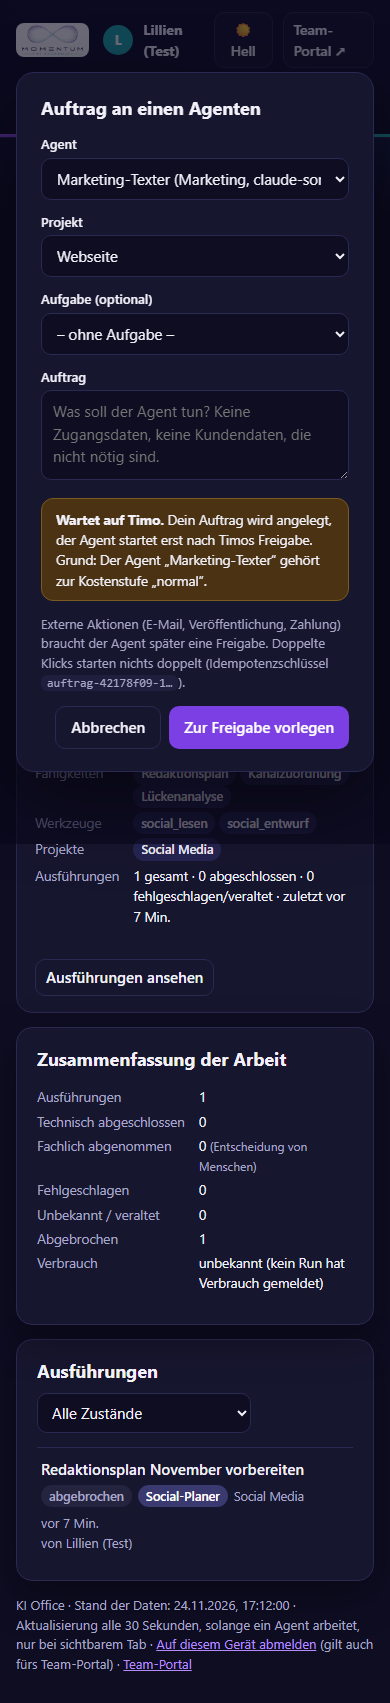 MOMENTUM
L
Lillien
(Test)
Hell
Team-
Portal ↗
Auftrag an einen Agenten
Agent
Marketing-Texter (Marketing, claude-sor
Projekt
Webseite
Aufgabe (optional)
– ohne Aufgabe –
Auftrag
Was soll der Agent tun? Keine
Zugangsdaten, keine Kundendaten, die
nicht nötig sind.
Wartet auf Timo. Dein Auftrag wird angelegt,
der Agent startet erst nach Timos Freigabe.
Grund: Der Agent „Marketing-Texter“ gehört
zur Kostenstufe „normal“.
Externe Aktionen (E-Mail, Veröffentlichung, Zahlung)
braucht der Agent später eine Freigabe. Doppelte
Klicks starten nichts doppelt (Idempotenzschlüssel
auftrag-42178f09-1… ).
Abbrechen
Zur Freigabe vorlegen
Fähigkeiten Redaktionsplan Kanalzuordnung
Lückenanalyse
Werkzeuge social_lesen social_entwurf
Projekte Social Media
Ausführungen 1 gesamt · 0 abgeschlossen · 0
fehlgeschlagen/veraltet · zuletzt vor
7 Min.
Ausführungen ansehen
Zusammenfassung der Arbeit
Ausführungen 1
Technisch abgeschlossen 0
Fachlich abgenommen 0 (Entscheidung von
Menschen)
Fehlgeschlagen 0
Unbekannt / veraltet 0
Abgebrochen 1
Verbrauch unbekannt (kein Run hat
Verbrauch gemeldet)
Ausführungen
Alle Zustände
Redaktionsplan November vorbereiten
abgebrochen Social-Planer Social Media
vor 7 Min.
von Lillien (Test)
KI Office · Stand der Daten: 24.11.2026, 17:12:00 ·
Aktualisierung alle 30 Sekunden, solange ein Agent arbeitet,
nur bei sichtbarem Tab · Auf diesem Gerät abmelden (gilt auch
fürs Team-Portal) · Team-Portal